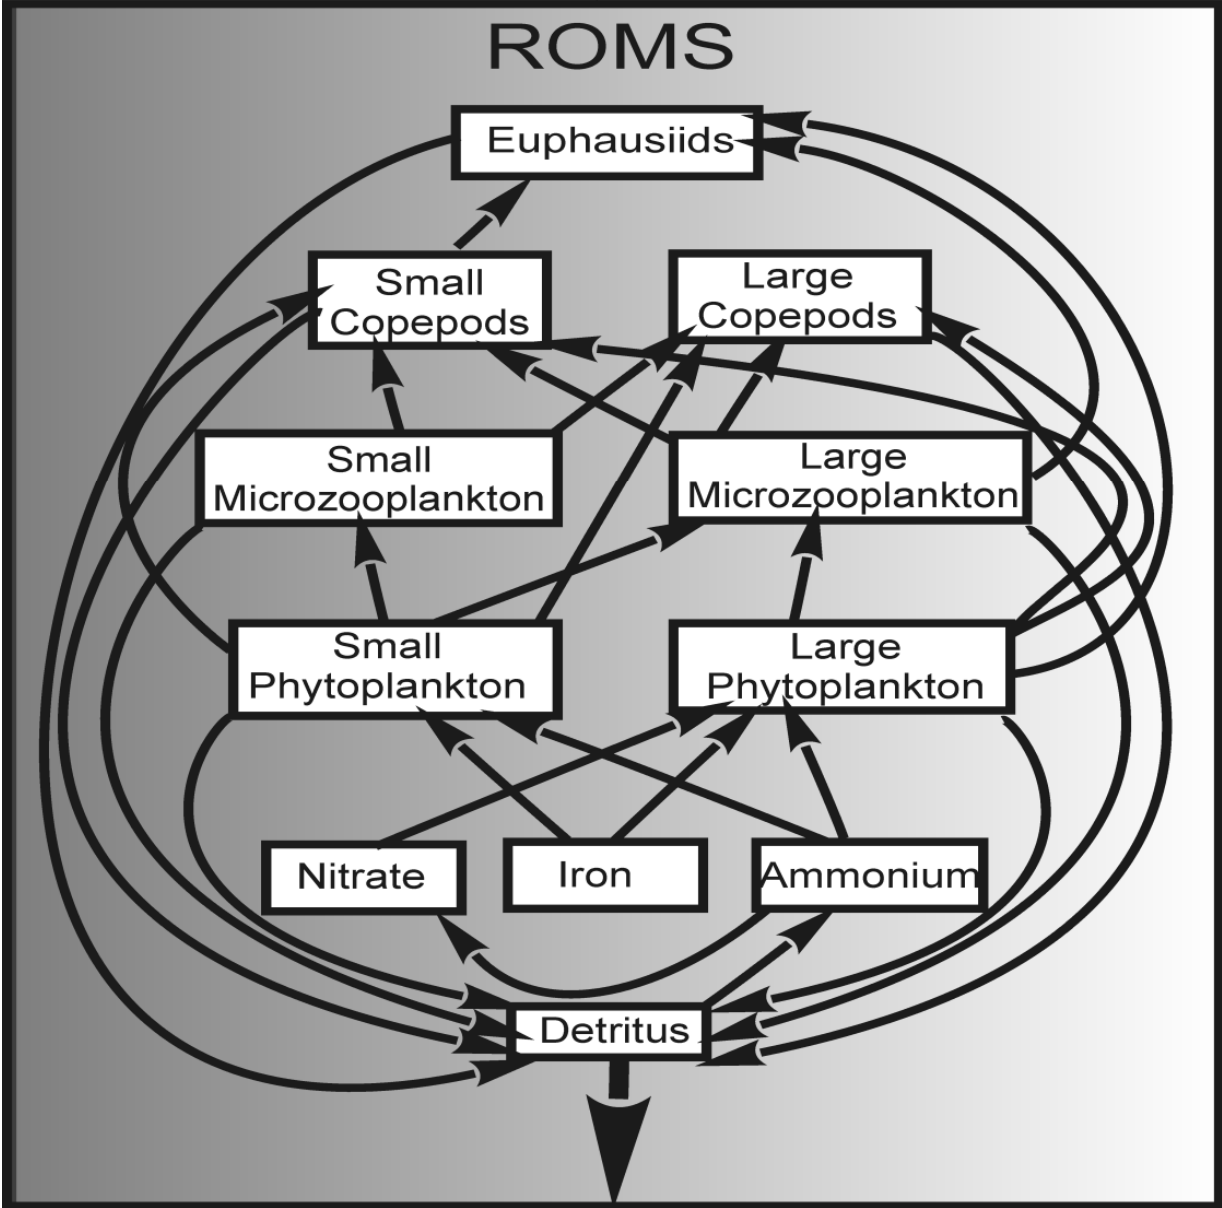 ROMS
Euphausiids
Small
Copepods
Large
Copepods
Small
Microzooplankton
Large
Microzooplankton
Small
Phytoplankton
Large
Phytoplankton
Nitrate
Iron
Ammonium
Detritus